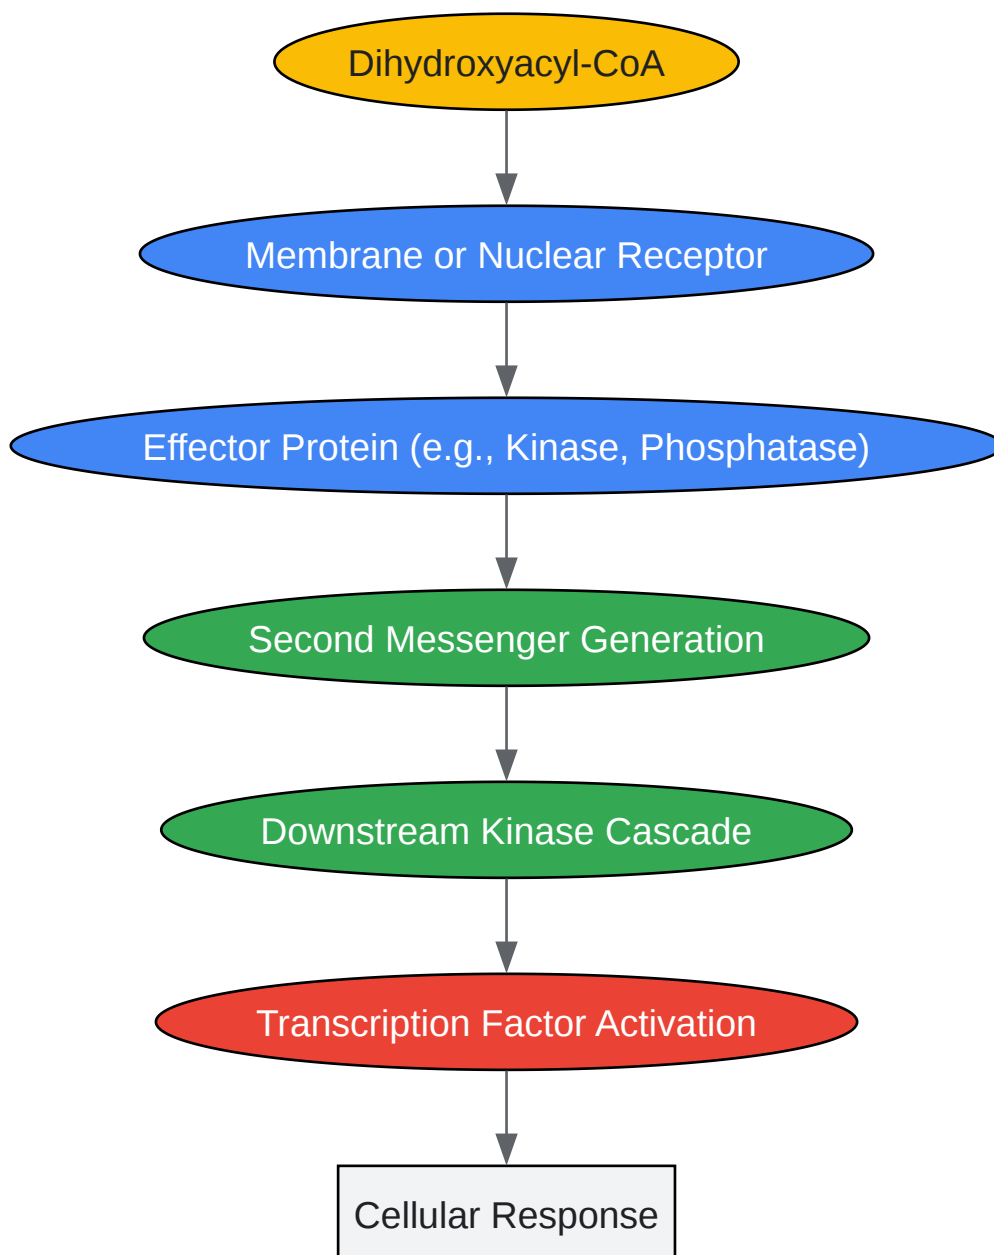 Dihydroxyacyl-CoA
Membrane or Nuclear Receptor
Effector Protein (e.g., Kinase, Phosphatase)
Second Messenger Generation
Downstream Kinase Cascade
Transcription Factor Activation
Cellular Response